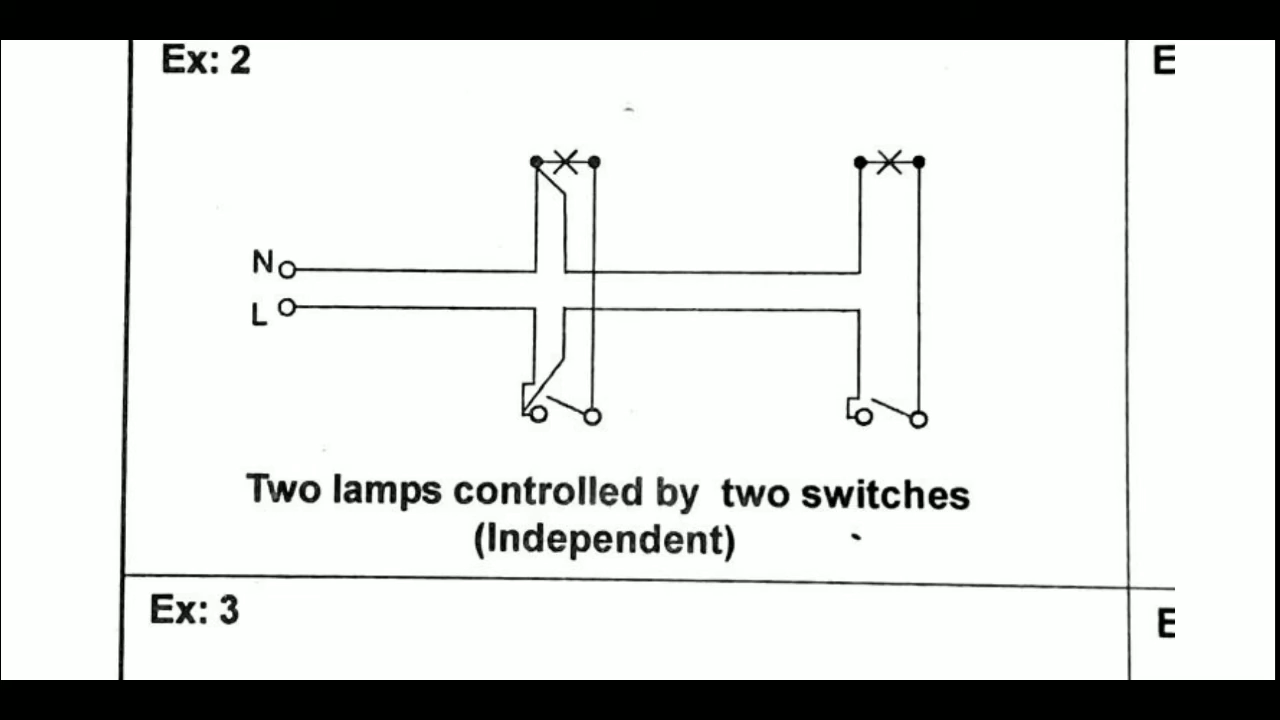 Ex: 2
E
N
L
Two lamps controlled by two switches
(Independent)
Ex: 3
E